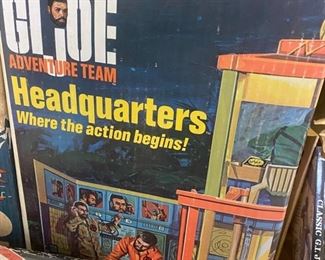 GI JOE
ADVENTURE TEAM
Headquarters
Where the action begins!
CLASSIC G.I. J